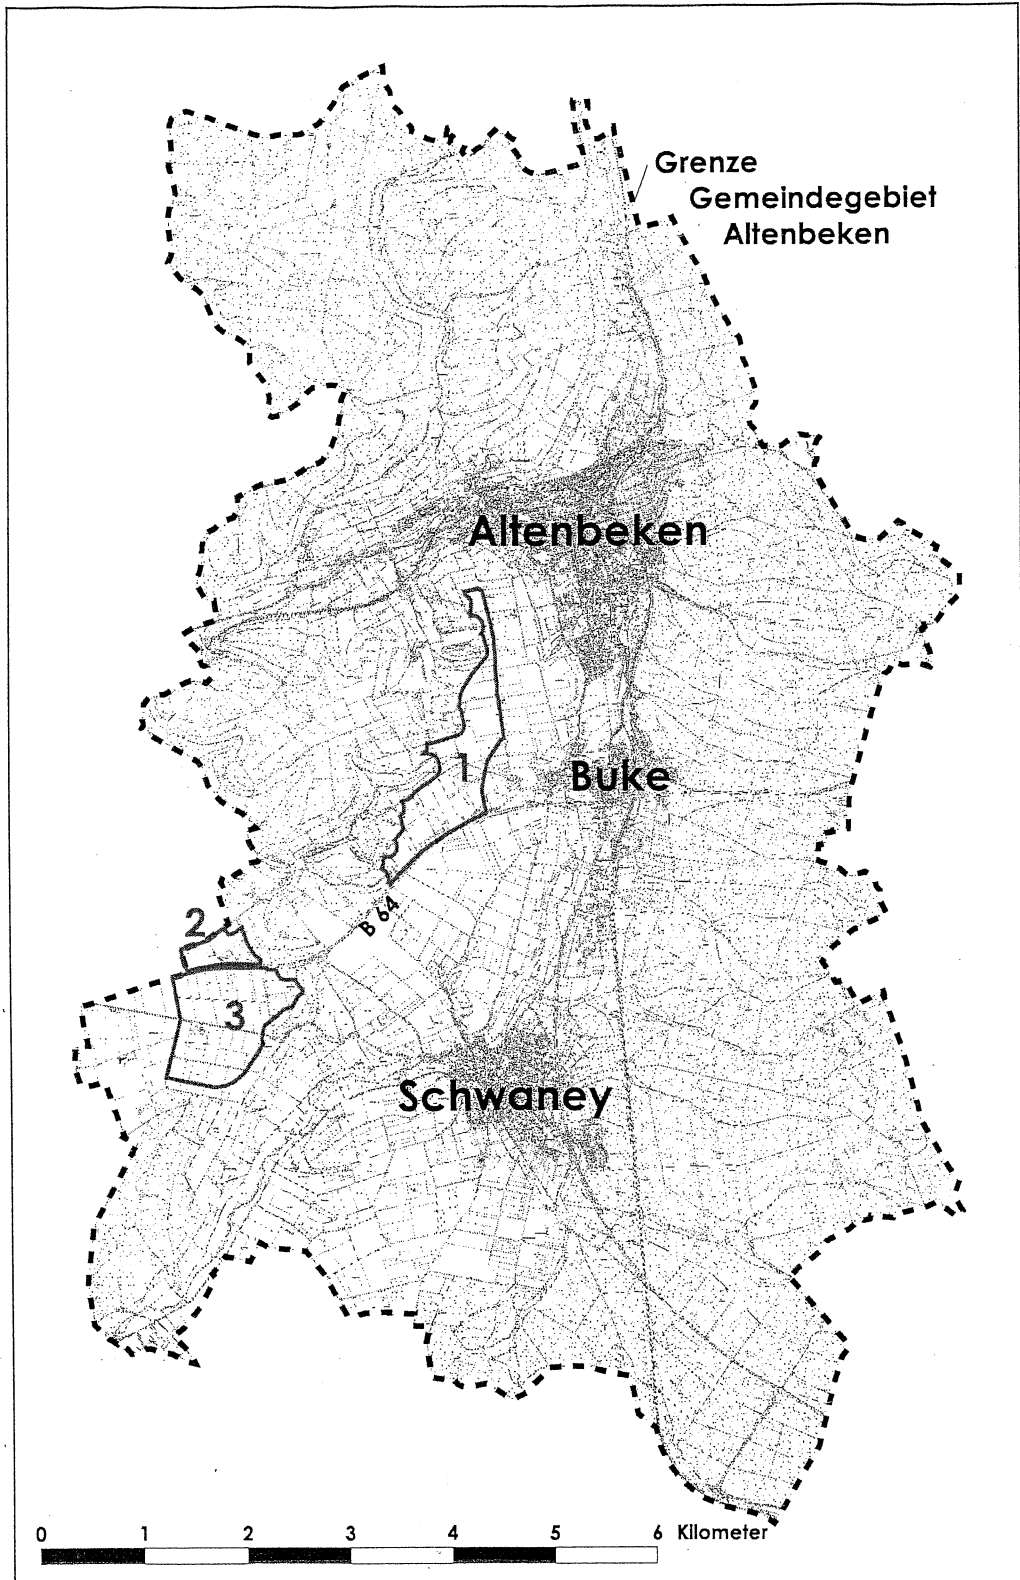 Grenze
Gemeindegebiet
Altenbeken
Altenbeken
1
Buke
B 64
2
3
Schwaney
0 1 2 3 4 5 6 Kilometer